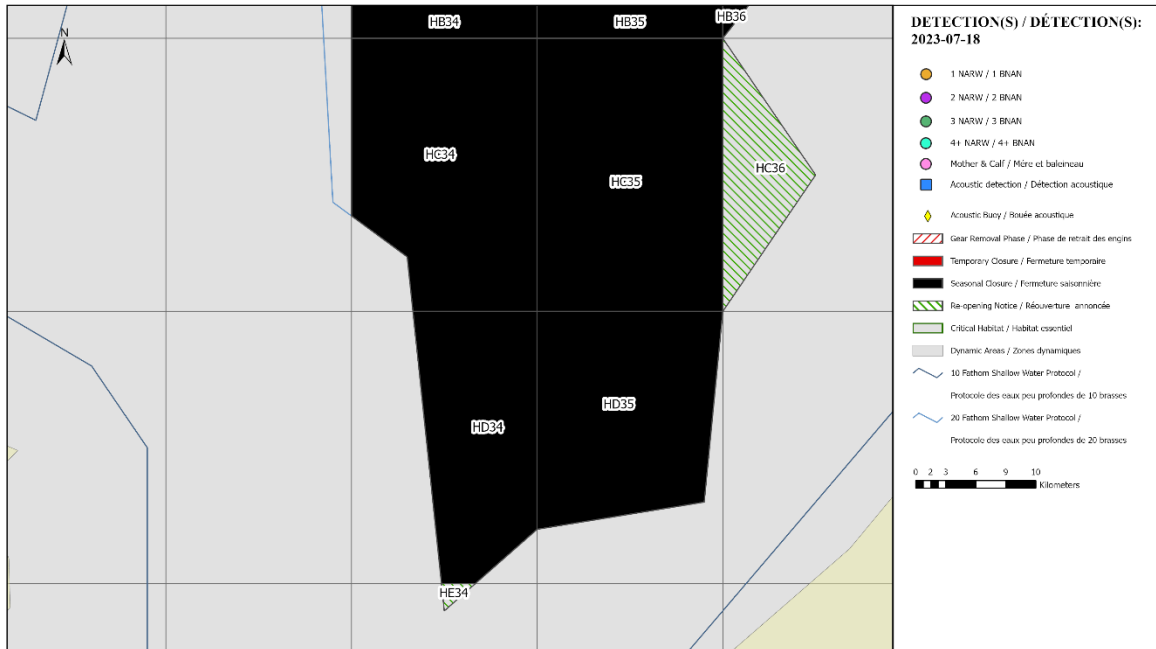 HB34
HB35
HB36
N
HC34
HC35
HC36
HD34
HD35
HE34
DETECTION(S) / DÉTECTION(S):
2023-07-18
1 NARW / 1 BNAN
2 NARW / 2 BNAN
3 NARW / 3 BNAN
4+ NARW / 4+ BNAN
Mother & Calf / Mère et baleineau
Acoustic detection / Détection acoustique
Acoustic Buoy / Bouée acoustique
Gear Removal Phase / Phase de retrait des engins
Temporary Closure / Fermeture temporaire
Seasonal Closure / Fermeture saisonnière
Re-opening Notice / Réouverture annoncée
Critical Habitat / Habitat essentiel
Dynamic Areas / Zones dynamiques
10 Fathom Shallow Water Protocol /
Protocole des eaux peu profondes de 10 brasses
20 Fathom Shallow Water Protocol /
Protocole des eaux peu profondes de 20 brasses
0 2 3 6 9 10
Kilometers